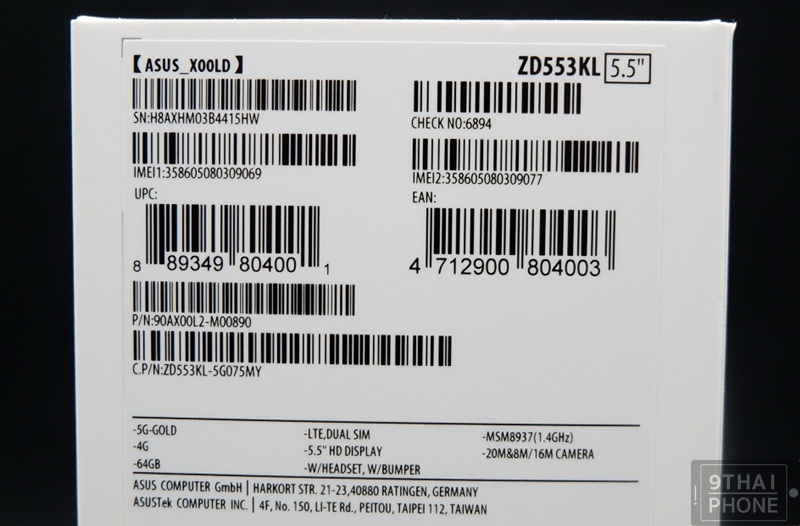 【 ASUS_X00LD 】
ZD553KL 5.5"
SN:H8AXHM03B4415HW
CHECK NO:6894
IMEI1:358605080309069
IMEI2:358605080309077
UPC:
EAN:
8 89349 80400 1
4 712900 804003
P/N:90AX00L2-M00890
C.P/N:ZD553KL-5G075MY
-5G-GOLD
-4G
-64GB
-LTE,DUAL SIM
-5.5" HD DISPLAY
-W/HEADSET, W/BUMPER
-MSM8937(1.4GHz)
-20M&8M/16M CAMERA
ASUS COMPUTER GmbH | HARKORT STR. 21-23,40880 RATINGEN, GERMANY
ASUSTek COMPUTER INC. | 4F, No. 150, LI-TE Rd., PEITOU, TAIPEI 112, TAIWAN
9THAI
PHONE